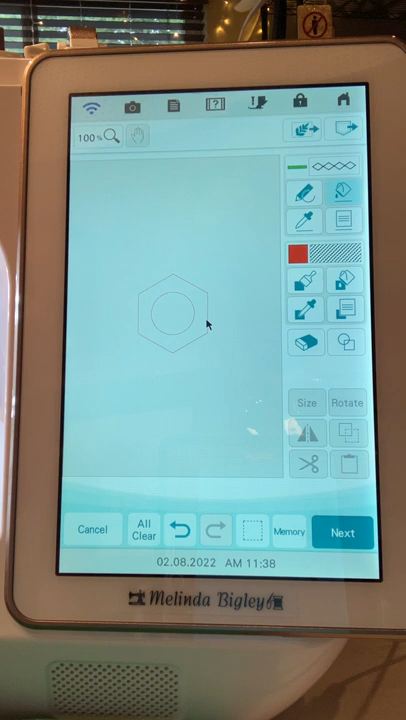 100%
Size Rotate
Cancel
All
Clear
Memory
Next
02.08.2022 AM 11:38
Melinda Bigley